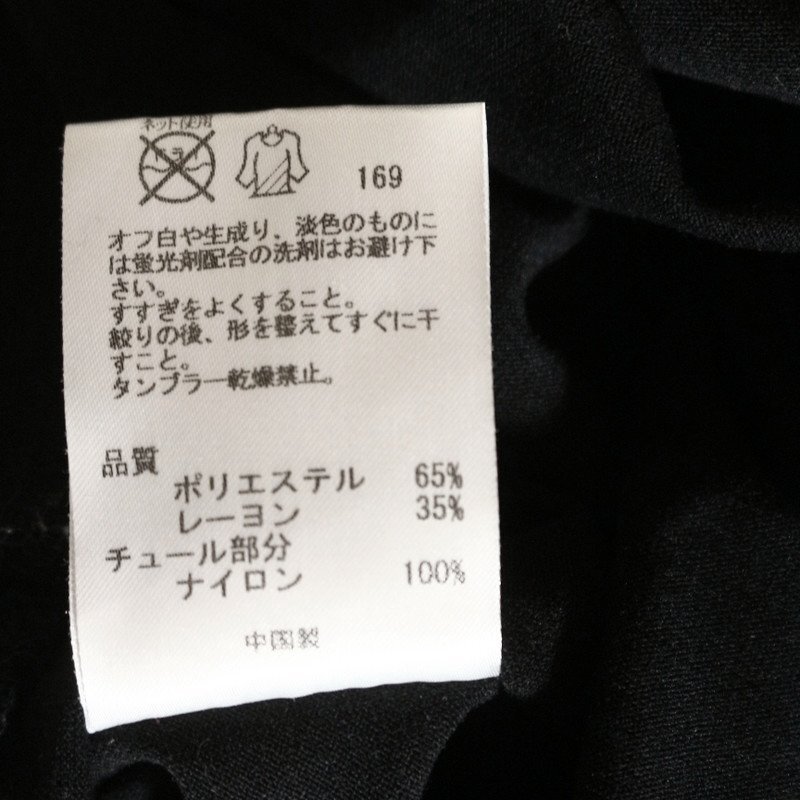 ネット使用
ドライ
169
オフ白や生成り、淡色のものに
は蛍光剤配合の洗剤はお避け下
さい。
すすぎをよくすること。
絞りの後、形を整えてすぐに干
すこと。
タンブラー乾燥禁止。
品質
ポリエステル 65%
レーヨン 35%
チュール部分
ナイロン 100%
中国製